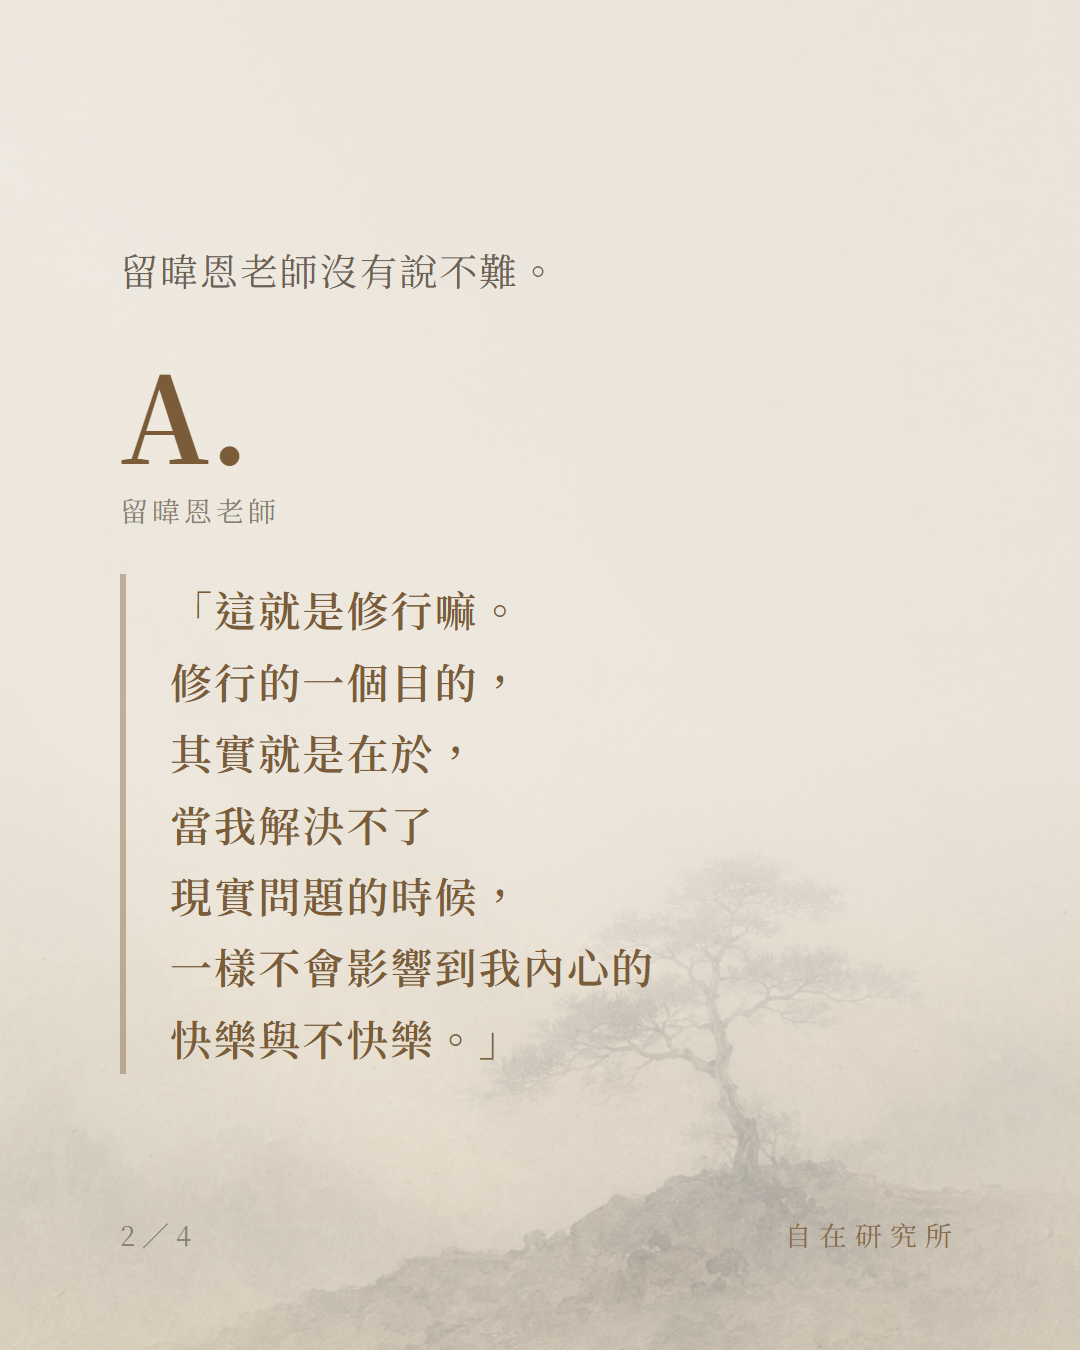 留暐恩老師沒有說不難。
A.
留暐恩老師
「這就是修行嘛。
修行的一個目的，
其實就是在於，
當我解決不了
現實問題的時候，
一樣不會影響到我內心的
快樂與不快樂。」
2／4
自在研究所